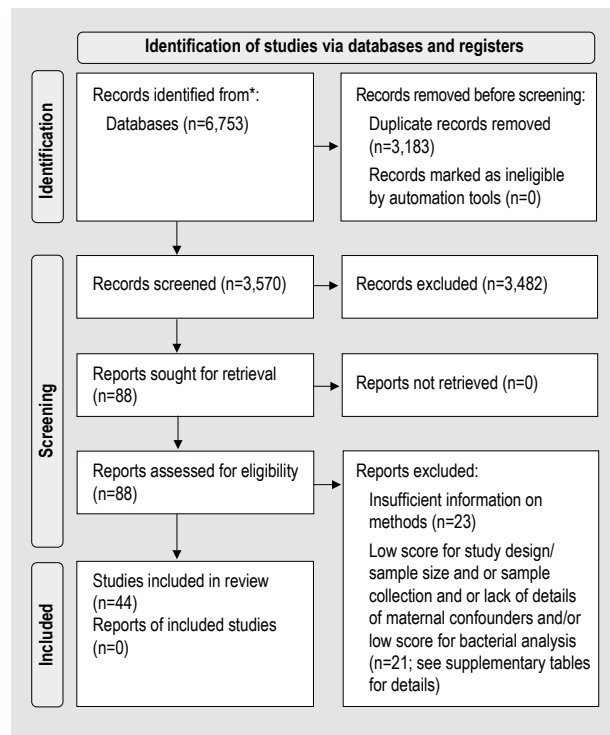 Identification of studies via databases and registers
Identification
Records identified from*:
Databases (n=6,753)
Records removed before screening:
Duplicate records removed
(n=3,183)
Records marked as ineligible
by automation tools (n=0)
Screening
Records screened (n=3,570)
Records excluded (n=3,482)
Reports sought for retrieval
(n=88)
Reports not retrieved (n=0)
Reports assessed for eligibility
(n=88)
Reports excluded:
Insufficient information on
methods (n=23)
Low score for study design/
sample size and or sample
collection and or lack of details
of maternal confounders and/or
low score for bacterial analysis
(n=21; see supplementary tables
for details)
Included
Studies included in review
(n=44)
Reports of included studies
(n=0)